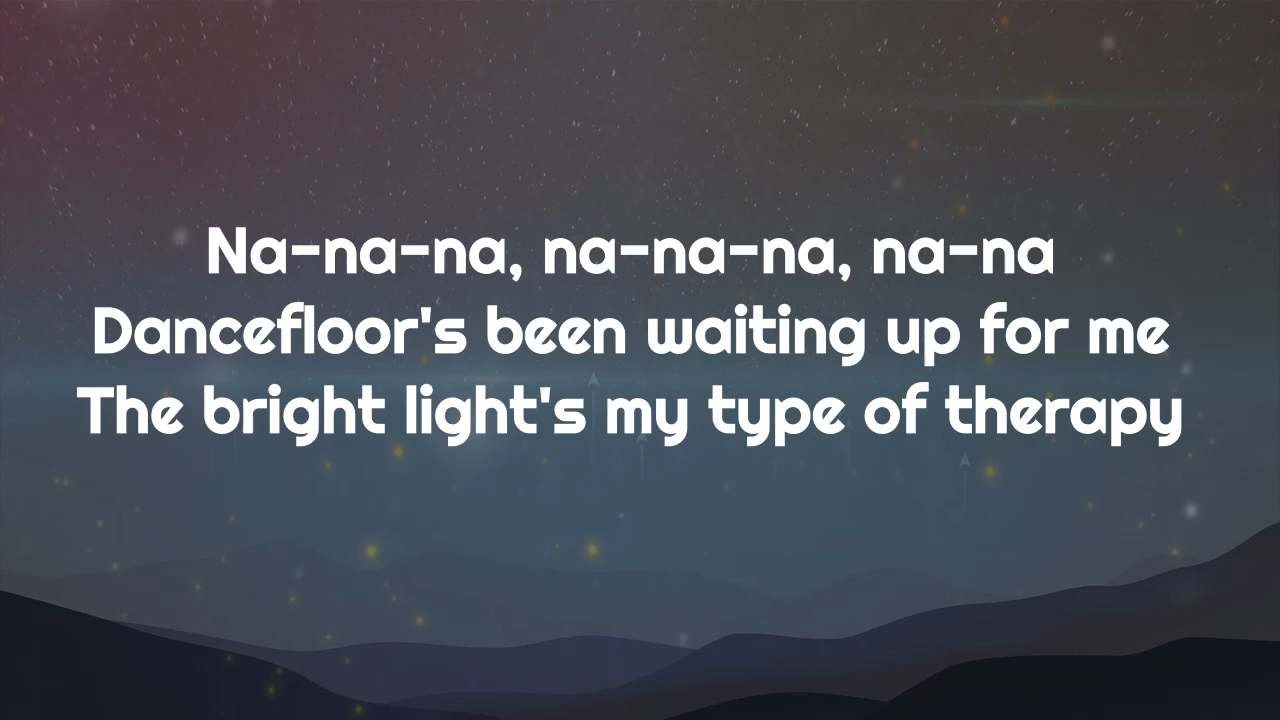 Na-na-na, na-na-na, na-na
Dancefloor's been waiting up for me
The bright light's my type of therapy